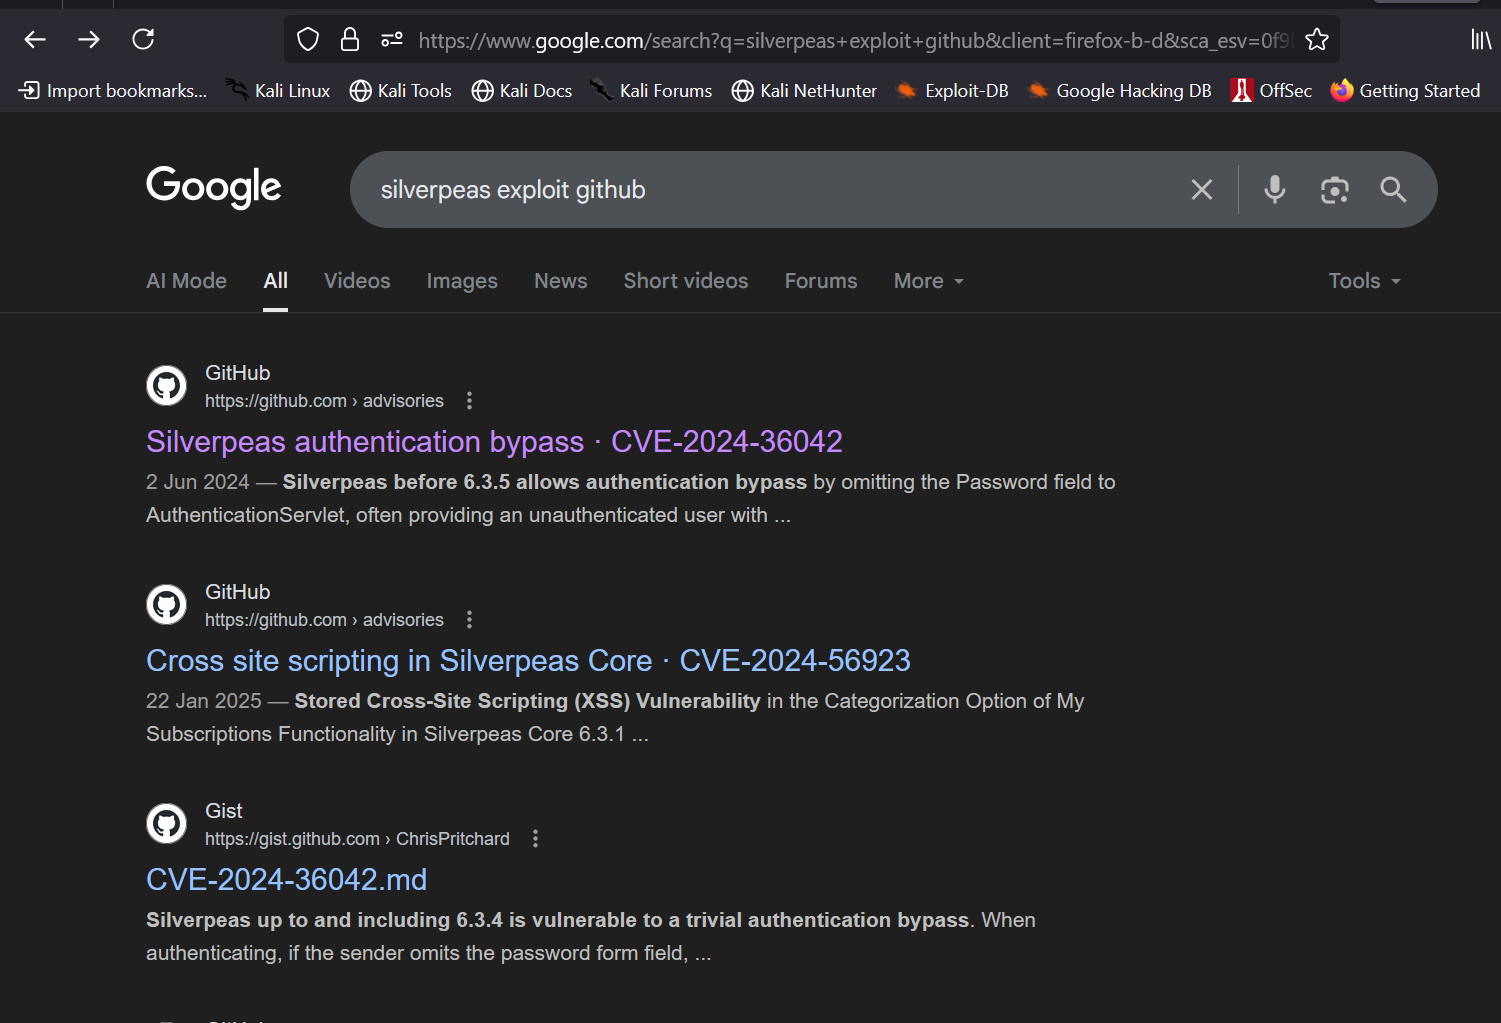 https://www.google.com/search?q=silverpeas+exploit+github&client=firefox-b-d&sca_esv=0f9
Import bookmarks... Kali Linux Kali Tools Kali Docs Kali Forums Kali NetHunter Exploit-DB Google Hacking DB OffSec Getting Started
Google silverpeas exploit github
AI Mode All Videos Images News Short videos Forums More Tools
GitHub
https://github.com › advisories
Silverpeas authentication bypass · CVE-2024-36042
2 Jun 2024 — Silverpeas before 6.3.5 allows authentication bypass by omitting the Password field to
AuthenticationServlet, often providing an unauthenticated user with ...
GitHub
https://github.com › advisories
Cross site scripting in Silverpeas Core · CVE-2024-56923
22 Jan 2025 — Stored Cross-Site Scripting (XSS) Vulnerability in the Categorization Option of My
Subscriptions Functionality in Silverpeas Core 6.3.1 ...
Gist
https://gist.github.com › ChrisPritchard
CVE-2024-36042.md
Silverpeas up to and including 6.3.4 is vulnerable to a trivial authentication bypass. When
authenticating, if the sender omits the password form field, ...